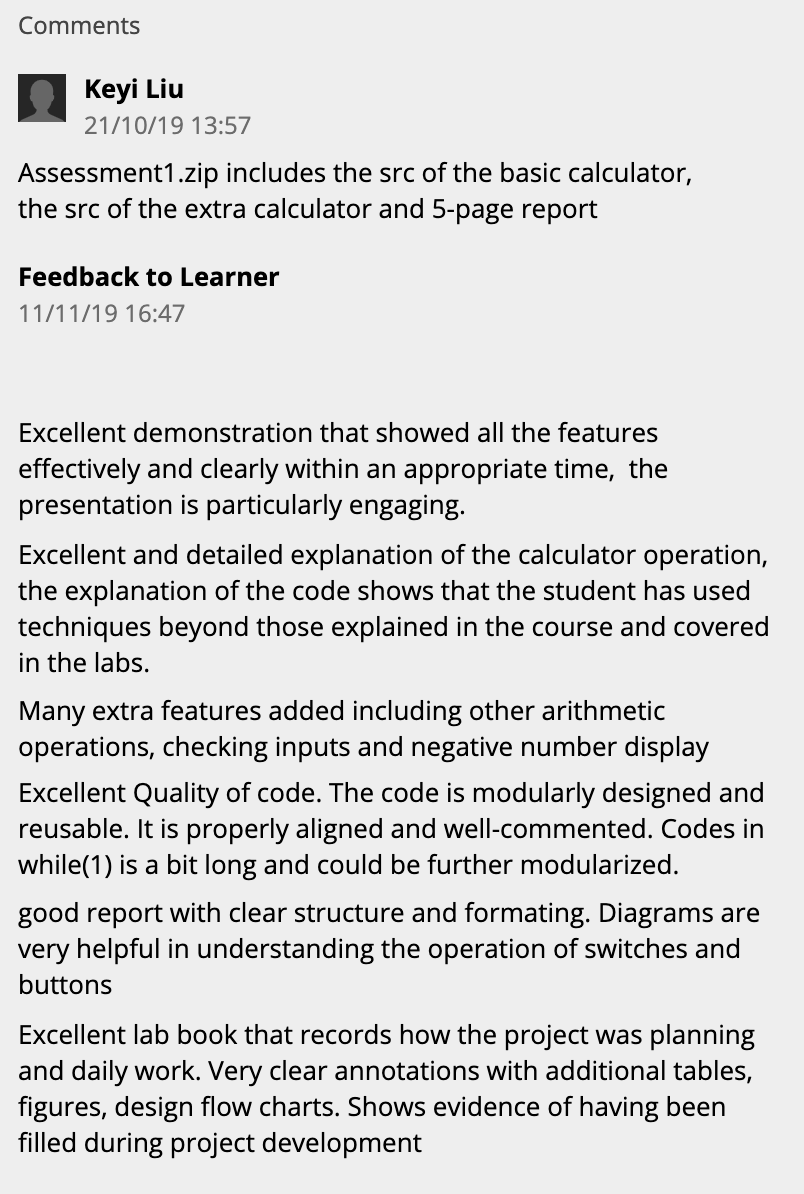 Comments
Keyi Liu
21/10/19 13:57
Assessment1.zip includes the src of the basic calculator,
the src of the extra calculator and 5-page report
Feedback to Learner
11/11/19 16:47
Excellent demonstration that showed all the features
effectively and clearly within an appropriate time,  the
presentation is particularly engaging.
Excellent and detailed explanation of the calculator operation,
the explanation of the code shows that the student has used
techniques beyond those explained in the course and covered
in the labs.
Many extra features added including other arithmetic
operations, checking inputs and negative number display
Excellent Quality of code. The code is modularly designed and
reusable. It is properly aligned and well-commented. Codes in
while(1) is a bit long and could be further modularized.
good report with clear structure and formating. Diagrams are
very helpful in understanding the operation of switches and
buttons
Excellent lab book that records how the project was planning
and daily work. Very clear annotations with additional tables,
figures, design flow charts. Shows evidence of having been
filled during project development